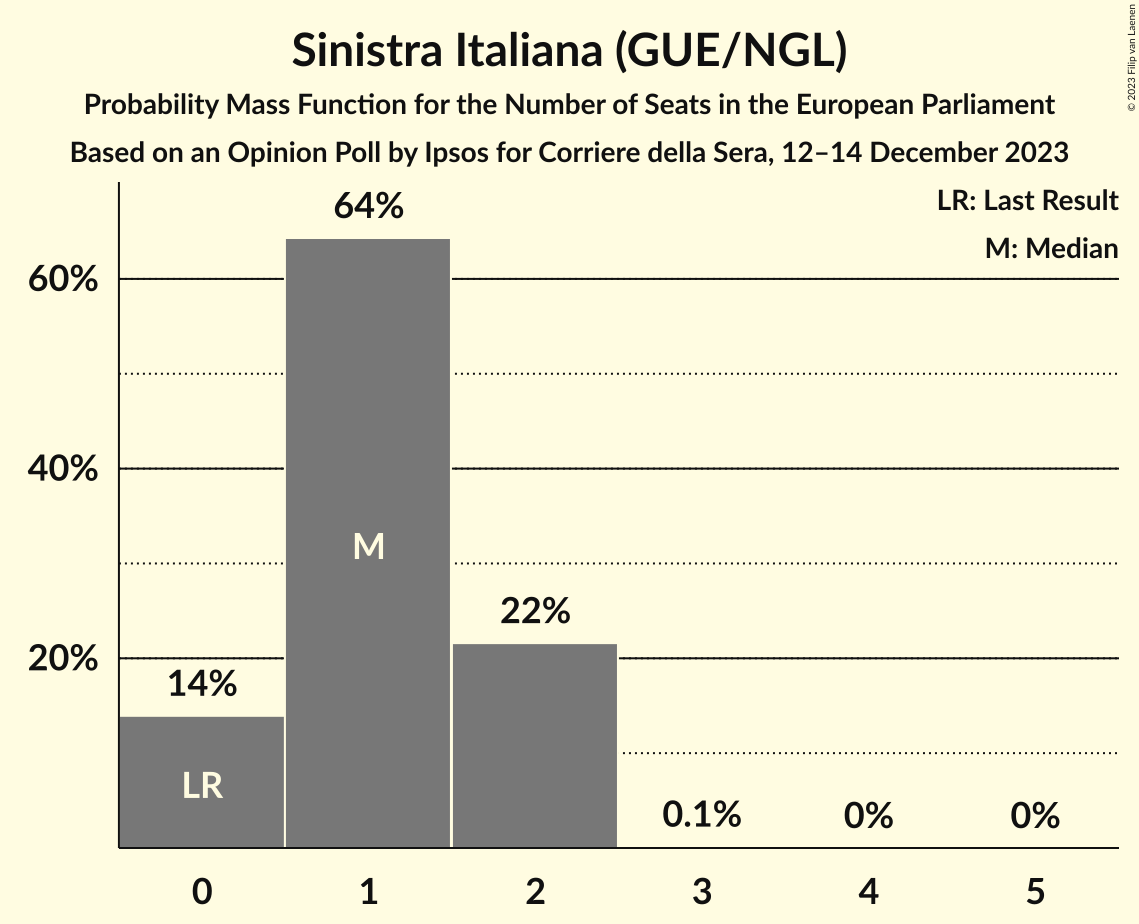 Sinistra Italiana (GUE/NGL)
Probability Mass Function for the Number of Seats in the European Parliament
Based on an Opinion Poll by Ipsos for Corriere della Sera, 12–14 December 2023
© 2023 Filip van Laenen
LR: Last Result
M: Median
64%
60%
M
40%
22%
20%
14%
LR
0.1%
0%
0%
0 1 2 3 4 5